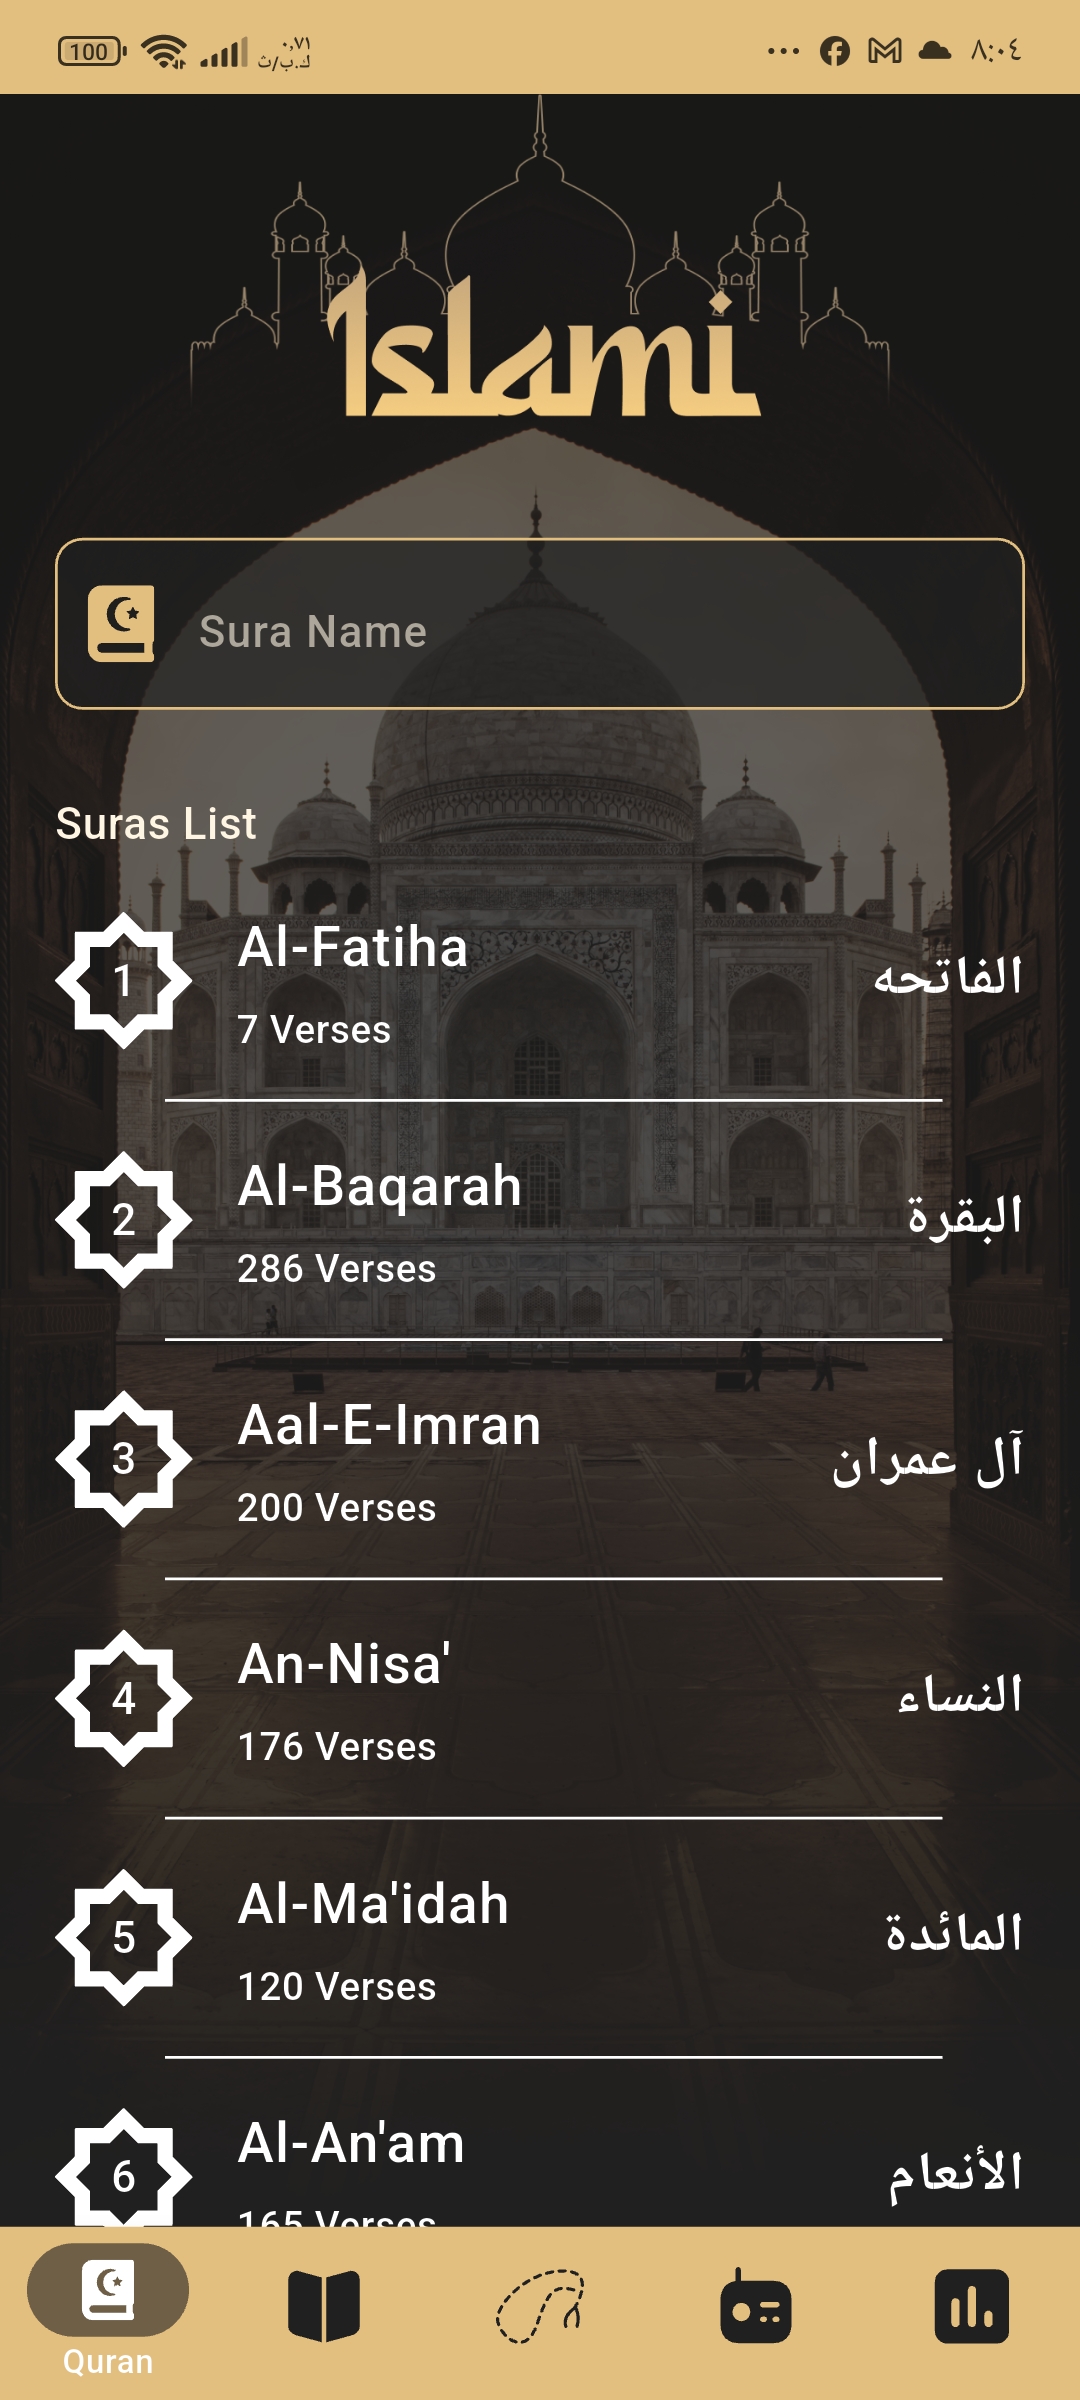 100
٠,٧١
ك.ب/ث
٨:٠٤
Islami
Sura Name
Suras List
1
Al-Fatiha
7 Verses
الفاتحه
2
Al-Baqarah
286 Verses
البقرة
3
Aal-E-Imran
200 Verses
آل عمران
4
An-Nisa'
176 Verses
النساء
5
Al-Ma'idah
120 Verses
المائدة
6
Al-An'am
165 Verses
الأنعام
Quran